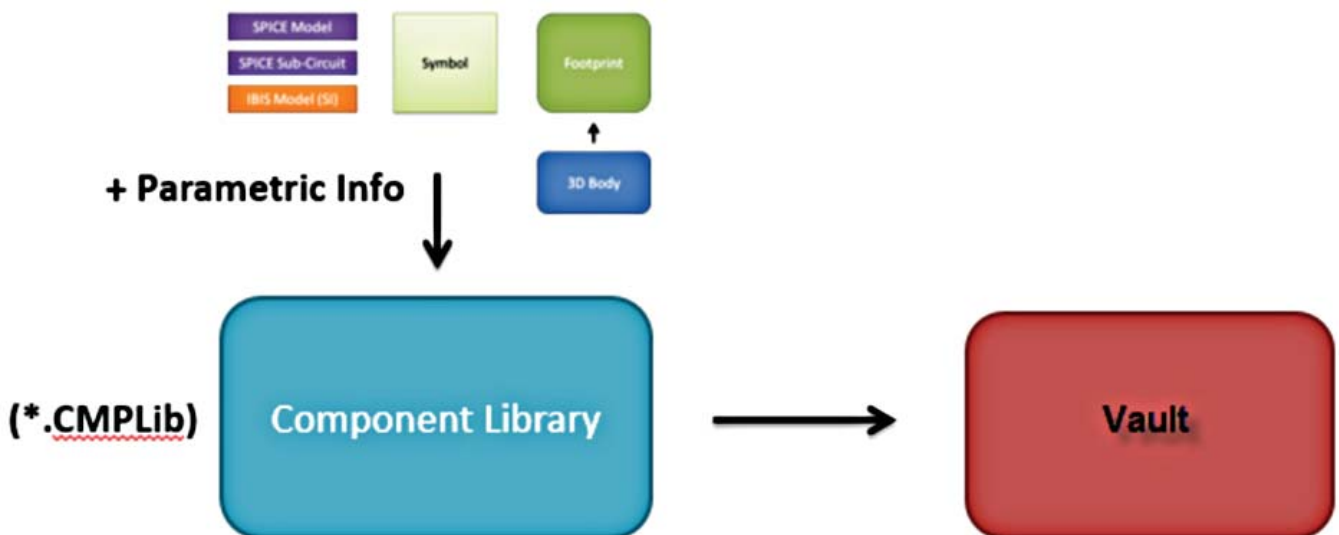 SPICE Model
SPICE Sub-Circuit
IBIS Model (SI)
Symbol
Footprint
3D Body
+ Parametric Info
(*.CMPLib)
Component Library
Vault